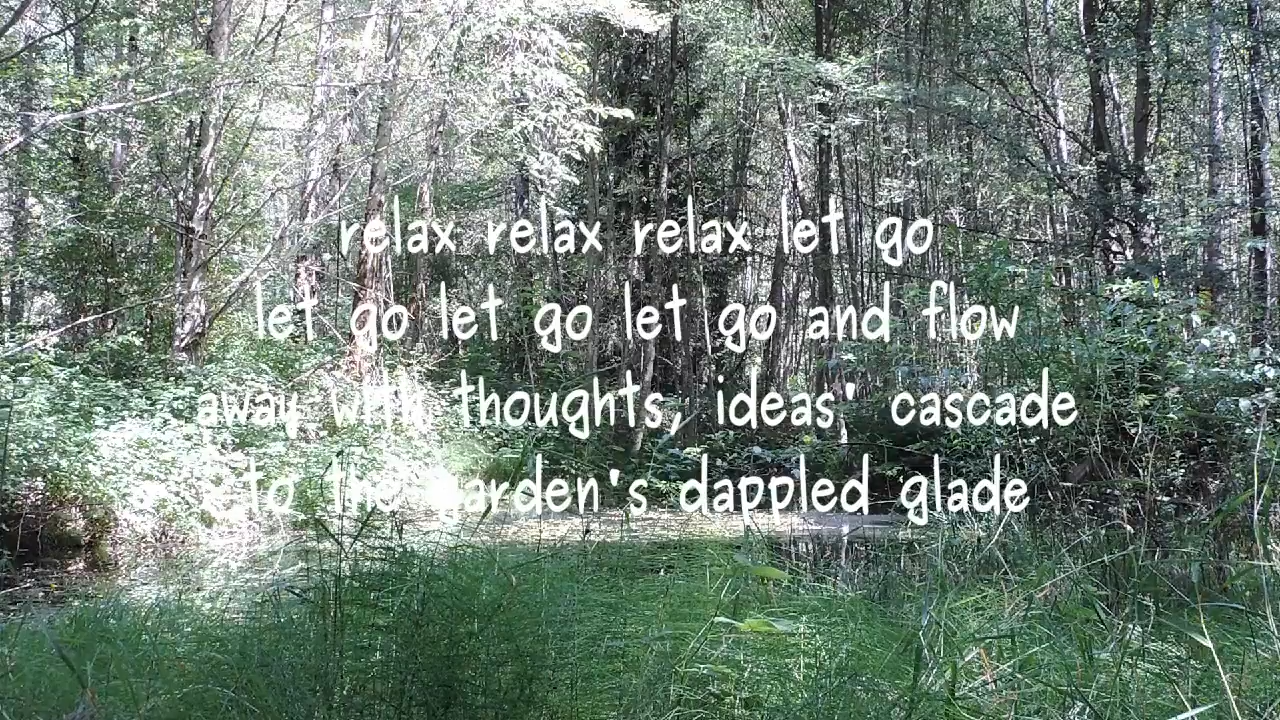 relax relax relax let go
let go let go let go and flow
away with thoughts, ideas' cascade
to the garden's dappled glade